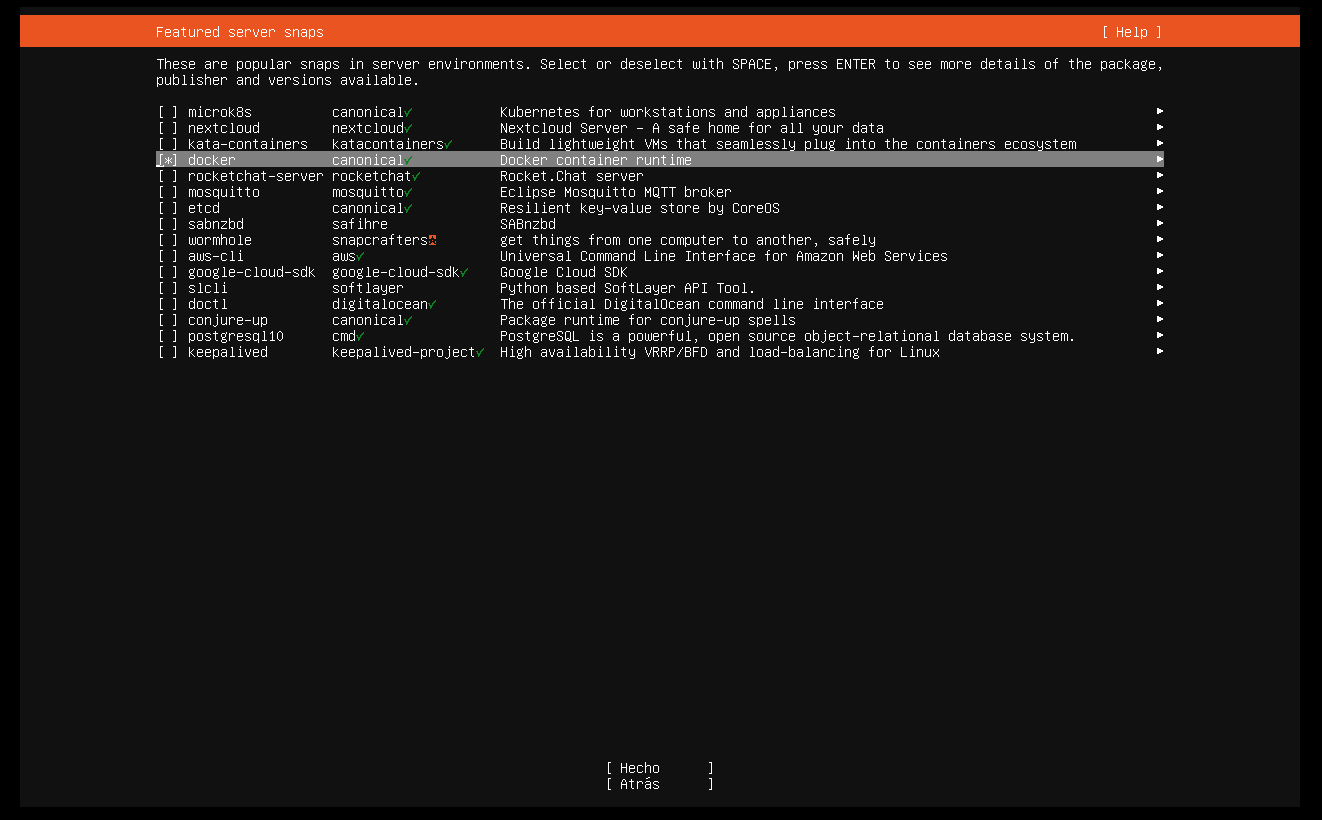 Featured server snaps [ Help ]
These are popular snaps in server environments. Select or deselect with SPACE, press ENTER to see more details of the package,
publisher and versions available.
[ ] microk8s canonical✓ Kubernetes for workstations and appliances ▸
[ ] nextcloud nextcloud✓ Nextcloud Server - A safe home for all your data ▸
[ ] kata-containers katacontainers✓ Build lightweight VMs that seamlessly plug into the containers ecosystem ▸
[*] docker canonical✓ Docker container runtime ▸
[ ] rocketchat-server rocketchat✓ Rocket.Chat server ▸
[ ] mosquitto mosquitto✓ Eclipse Mosquitto MQTT broker ▸
[ ] etcd canonical✓ Resilient key-value store by CoreOS ▸
[ ] sabnzbd safihre SABnzbd ▸
[ ] wormhole snapcrafters get things from one computer to another, safely ▸
[ ] aws-cli aws✓ Universal Command Line Interface for Amazon Web Services ▸
[ ] google-cloud-sdk google-cloud-sdk✓ Google Cloud SDK ▸
[ ] slcli softlayer Python based SoftLayer API Tool. ▸
[ ] doctl digitalocean✓ The official DigitalOcean command line interface ▸
[ ] conjure-up canonical✓ Package runtime for conjure-up spells ▸
[ ] postgresql10 cmd✓ PostgreSQL is a powerful, open source object-relational database system. ▸
[ ] keepalived keepalived-project✓ High availability VRRP/BFD and load-balancing for Linux ▸
[ Hecho ]
[ Atrás ]